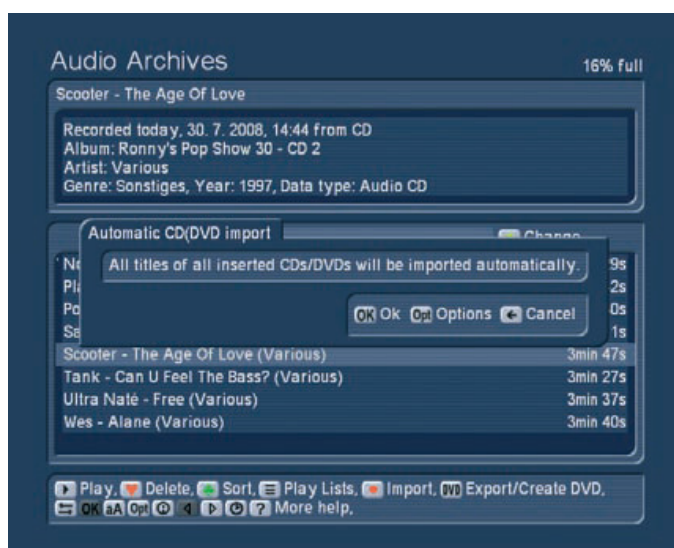 Audio Archives
16% full
Scooter - The Age Of Love
Recorded today, 30. 7. 2008, 14:44 from CD
Album: Ronny's Pop Show 30 - CD 2
Artist: Various
Genre: Sonstiges, Year: 1997, Data type: Audio CD
Automatic CD(DVD import
Change
All titles of all inserted CDs/DVDs will be imported automatically.
OK Ok Opt Options Cancel
Scooter - The Age Of Love (Various) 3min 47s
Tank - Can U Feel The Bass? (Various) 3min 27s
Ultra Naté - Free (Various) 3min 37s
Wes - Alane (Various) 3min 40s
Play, Delete, Sort, Play Lists, Import, DVD Export/Create DVD,
OK aA Opt ? More help,